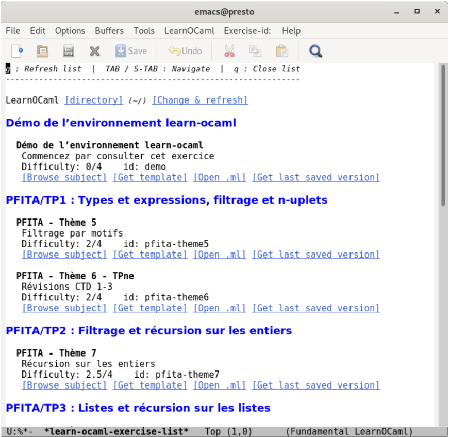 emacs@presto
File Edit Options Buffers Tools LearnOCaml Exercise-id: Help
Save Undo
g : Refresh list | TAB / S-TAB : Navigate | q : Close list
------------------------------------------------------------
LearnOCaml [directory] (~/) [Change & refresh]
Démo de l’environnement learn-ocaml
Démo de l’environnement learn-ocaml
Commencez par consulter cet exercice
Difficulty: 0/4 id: demo
[Browse subject] [Get template] [Open .ml] [Get last saved version]
PFITA/TP1 : Types et expressions, filtrage et n-uplets
PFITA - Thème 5
Filtrage par motifs
Difficulty: 2/4 id: pfita-theme5
[Browse subject] [Get template] [Open .ml] [Get last saved version]
PFITA - Thème 6 - TPne
Révisions CTD 1-3
Difficulty: 2/4 id: pfita-theme6
[Browse subject] [Get template] [Open .ml] [Get last saved version]
PFITA/TP2 : Filtrage et récursion sur les entiers
PFITA - Thème 7
Récursion sur les entiers
Difficulty: 2.5/4 id: pfita-theme7
[Browse subject] [Get template] [Open .ml] [Get last saved version]
PFITA/TP3 : Listes et récursion sur les listes
U:%*- *learn-ocaml-exercise-list* Top (1,0) (Fundamental LearnOCaml)